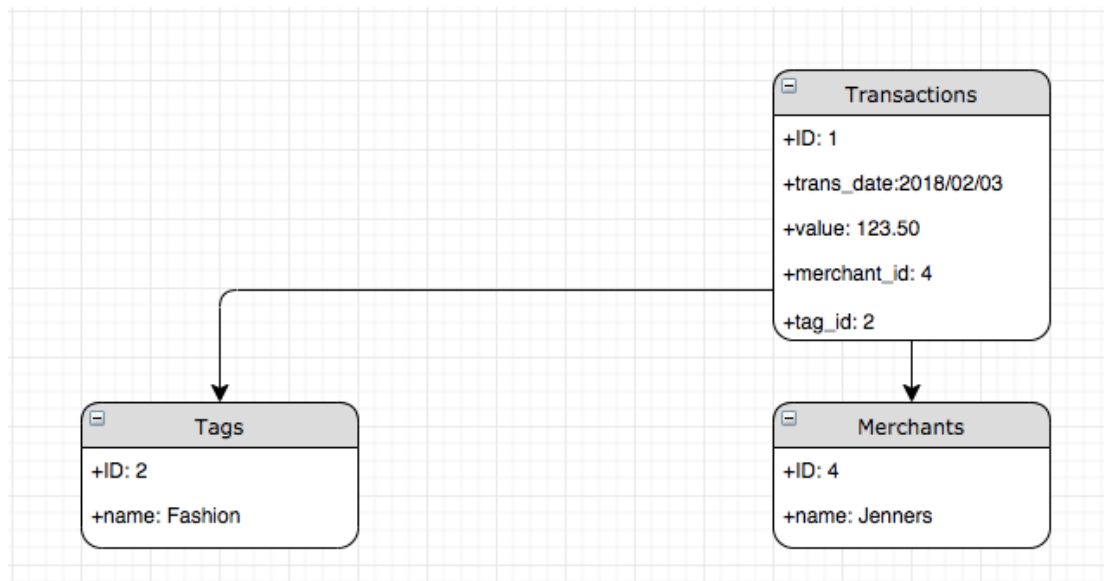 Transactions
+ID: 1
+trans_date:2018/02/03
+value: 123.50
+merchant_id: 4
+tag_id: 2
Tags
+ID: 2
+name: Fashion
Merchants
+ID: 4
+name: Jenners